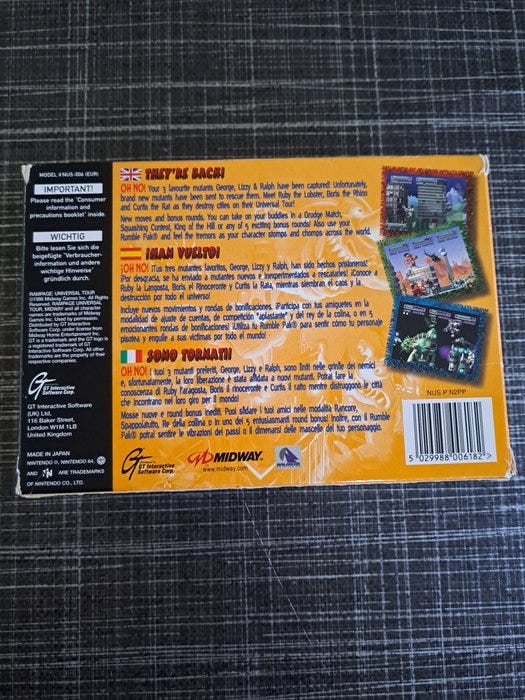 MODEL # NUS-006 (EUR)
IMPORTANT!
Please read the 'Consumer
information and
precautions booklet' inside.
WICHTIG
Bitte lesen Sie sich die
beigefügte 'Verbraucher-
information und andere
wichtige Hinweise'
gründlich durch.
RAMPAGE: UNIVERSAL TOUR
©1998 Midway Games Inc. All Rights
Reserved. RAMPAGE, UNIVERSAL
TOUR, MIDWAY and all character
names are trademarks of Midway
Games Inc. Used by permission.
Distributed by GT Interactive
Software Corp. under license from
Midway Home Entertainment Inc.
GT is a trademark and the GT logo is
a registered trademark of GT Interactive
Software Corp. All other
trademarks are the property of their
respective companies.
GT Interactive
Software Corp.
GT Interactive Software
(UK) Ltd,
116 Baker Street,
London W1M 1LB
United Kingdom
MADE IN JAPAN
NINTENDO ®, NINTENDO 64,
AND ARE TRADEMARKS
OF NINTENDO CO., LTD.
THEY'RE BACK!
OH NO! Your 3 favourite mutants George, Lizzy & Ralph have been captured! Unfortunately,
brand new mutants have been sent to rescue them. Meet Ruby the Lobster, Boris the Rhino
and Curtis the Rat as they destroy cities on their Universal Tour!
New moves and bonus rounds. You can take on your buddies in a Grudge Match,
Squashing Contest, King of the Hill or any of 5 exciting bonus rounds! Also use your
Rumble Pak® and feel the tremors as your character stomps and chomps across the world.
¡HAN VUELTO!
¡OH NO! ¡Tus tres mutantes favoritos, George, Lizzy y Ralph, han sido hechos prisioneros!
¡Por desgracia, se ha enviado a mutantes nuevos e inexperimentados a rescatarles! ¡Conoce a
Ruby la Langosta, Boris el Rinoceronte y Curtis la Rata, mientras siembran el caos y la
destrucción por todo el universo!
Incluye nuevos movimientos y rondas de bonificaciones. ¡Participa con tus amiguetes en la
modalidad de ajuste de cuentas, de competición "aplastante" y del rey de la colina, o en 5
emocionantes rondas de bonificaciones! ¡Utiliza tu Rumble Pak® para sentir cómo tu personaje
pisotea y engulle a sus víctimas por todo el mundo!
SONO TORNATI!
OH NO! I tuoi 3 mutanti preferiti, George, Lizzy e Ralph, sono finiti nelle grinfie dei nemici
e, sfortunatamente, la loro liberazione è stata affidata a nuovi mutanti. Potrai fare la
conoscenza di Ruby l'aragosta, Boris il rinoceronte e Curtis il ratto mentre distruggono le città
che incontrano nel loro giro per il mondo!
Mosse nuove e round bonus inediti. Puoi sfidare i tuoi amici nelle modalità Rancore,
Spappolatutto, Re della collina o in uno dei 5 entusiasmanti round bonus! Inoltre, con il Rumble
Pak® potrai sentire le vibrazioni dei passi o il dimenarsi delle mascelle del tuo personaggio.
GT Interactive
Software Corp.
MIDWAY
www.midway.com
NUS P N2PP
5 029988 006182 >